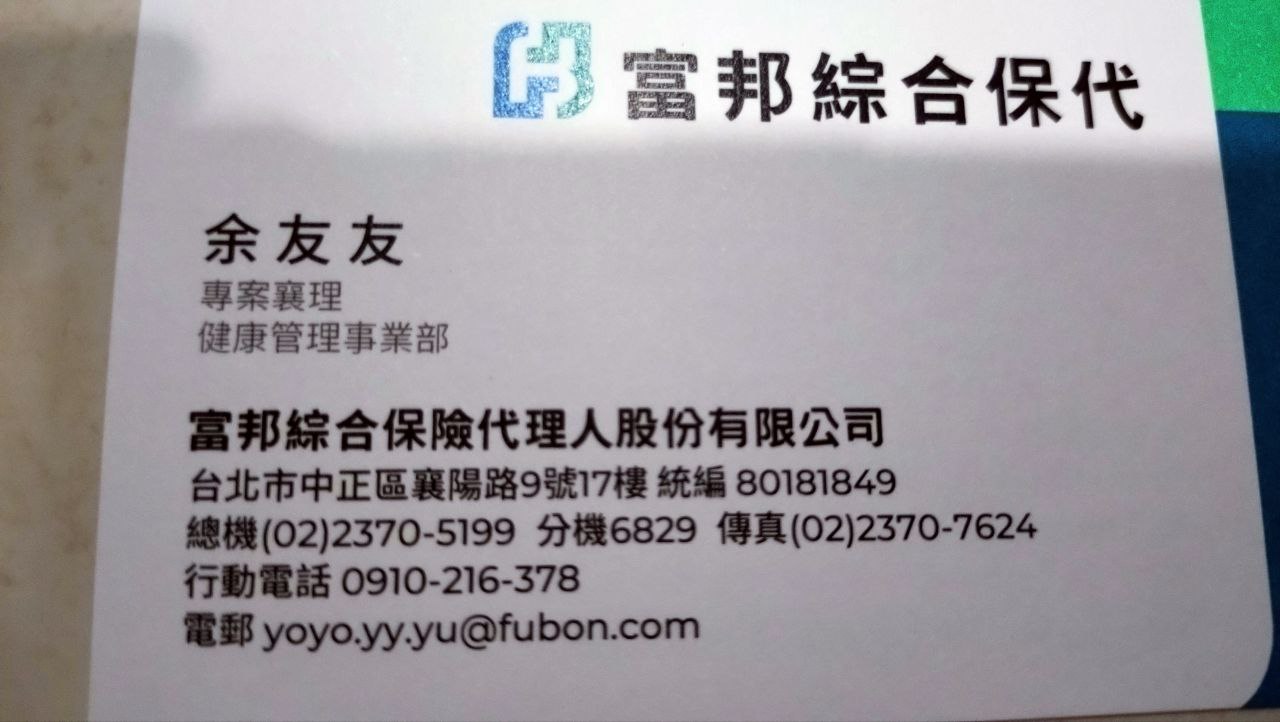 富邦綜合保代
余友友
專案襄理
健康管理事業部
富邦綜合保險代理人股份有限公司
台北市中正區襄陽路9號17樓 統編 80181849
總機(02)2370-5199 分機6829 傳真(02)2370-7624
行動電話 0910-216-378
電郵 yoyo.yy.yu@fubon.com